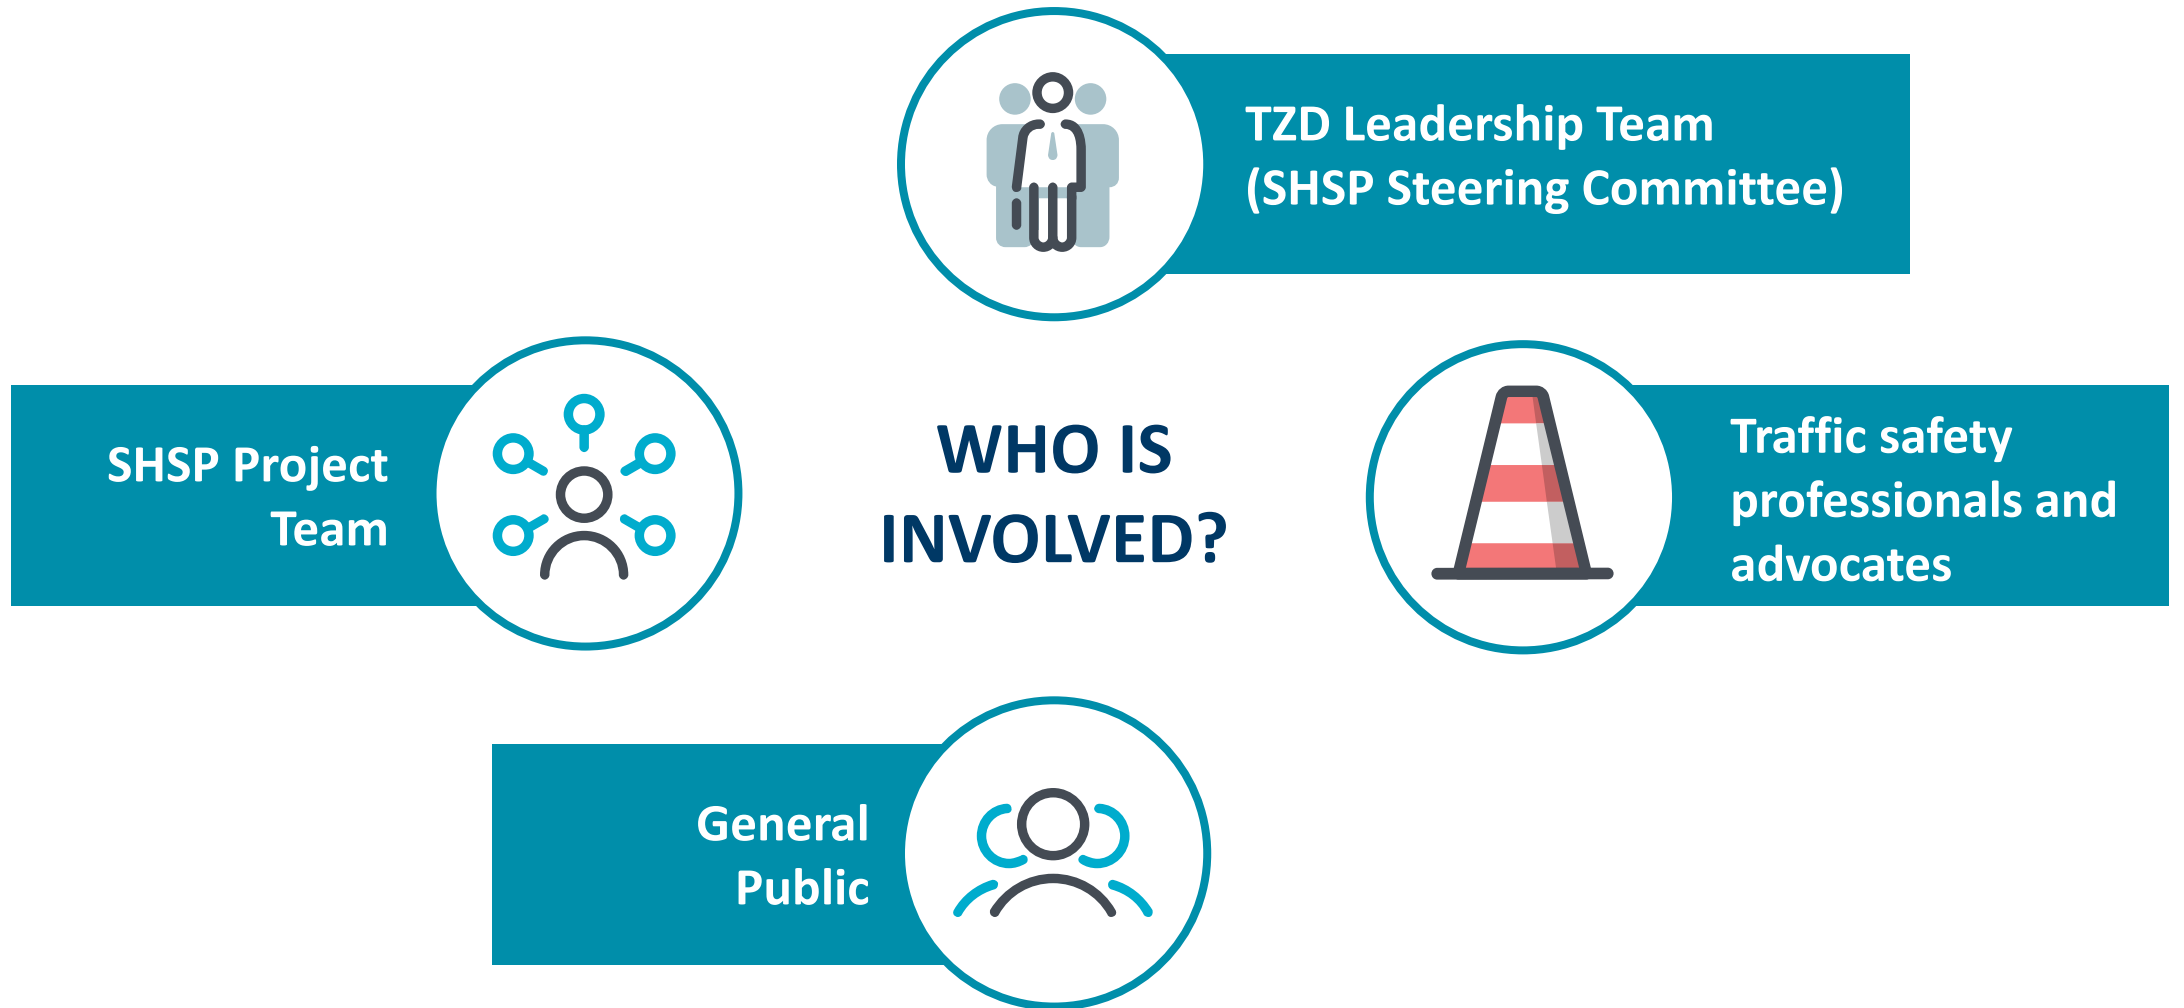 TZD Leadership Team
(SHSP Steering Committee)
SHSP Project
Team
WHO IS
INVOLVED?
Traffic safety
professionals and
advocates
General
Public